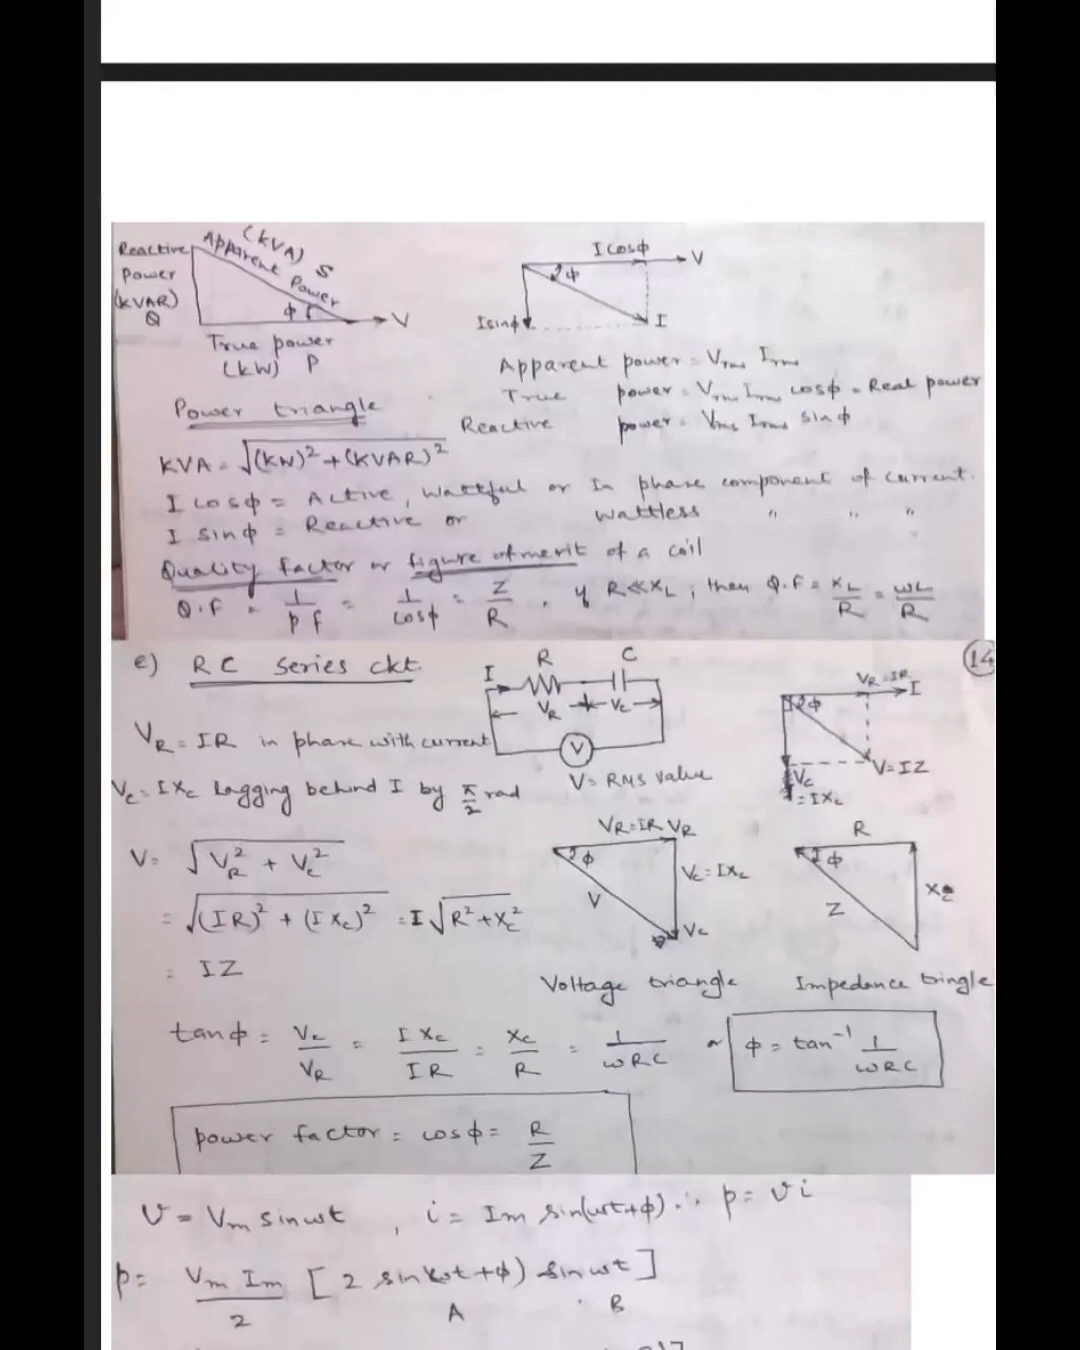 Reactive Power (KVAR) Q
(KVA) S
Apparent Power
ϕ
V
True power (kW) P
I cosϕ
V
ϕ
I sinϕ
I
Power triangle
Apparent power = Vrms Irms
True power = Vrms Irms cosϕ = Real power
Reactive power = Vrms Irms sinϕ
KVA = √(KW)² + (KVAR)²
I cosϕ = Active, Wattful or In phase component of current.
I sinϕ = Reactive or wattless " " "
Quality factor or figure of merit of a coil
Q.F = 1/pf = 1/cosϕ = Z/R , if R<<XL ; then Q.F = XL/R = ωL/R
e) RC Series ckt.
(14)
I R C
VR Vc
V
V = RMS value
VR = IR I
ϕ
Vc = IXc
V = IZ
VR = IR in phase with current
Vc = IXc Lagging behind I by π/2 rad
V = √VR² + Vc²
= √(IR)² + (IXc)² = I √R² + Xc²
= IZ
VR = IR VR
ϕ
V
Vc = IXc
Vc
Voltage triangle
R
ϕ
Z
Xc
Impedance tringle
tanϕ = Vc/VR = IXc/IR = Xc/R = 1/ωRC or ϕ = tan⁻¹ 1/ωRC
power factor = cosϕ = R/Z
v = Vm sinωt , i = Im sin(ωt+ϕ) ∴ p = vi
p = Vm Im/2 [2 sin(ωt+ϕ) sinωt]
A B